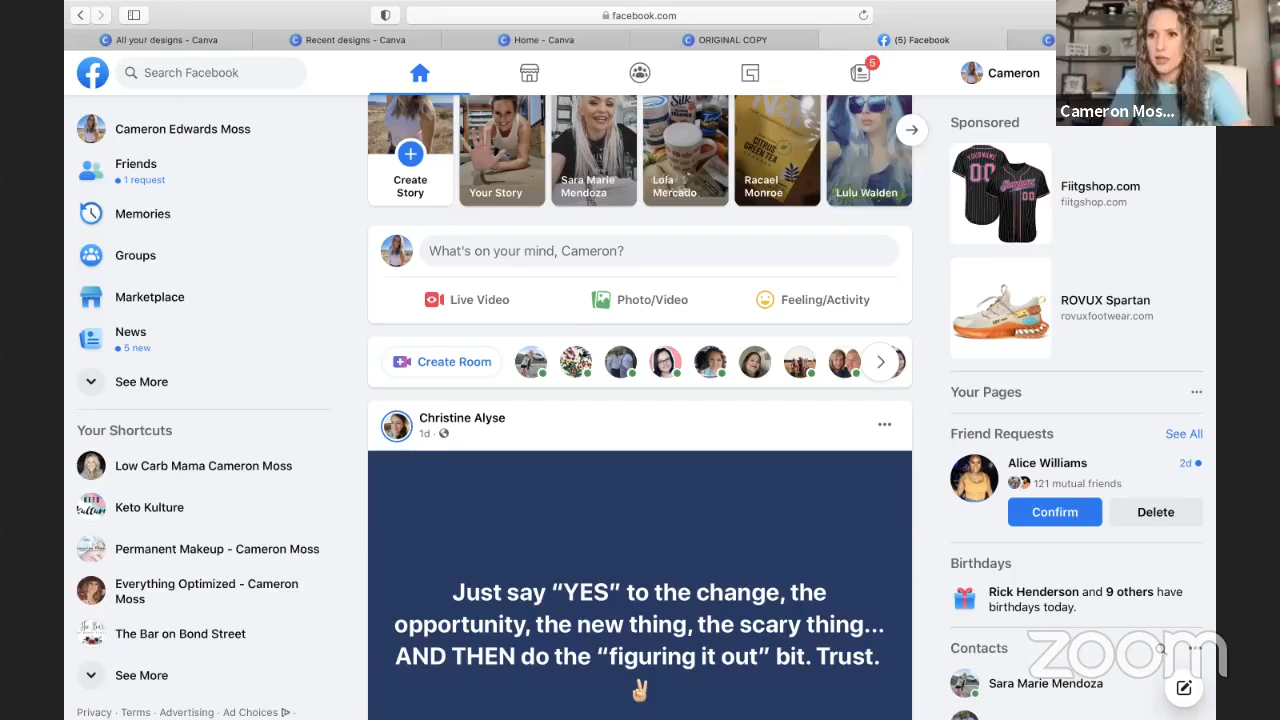 facebook.com
All your designs - Canva
Recent designs - Canva
Home - Canva
ORIGINAL COPY
(5) Facebook
Search Facebook
5
Cameron
Cameron Mos...
Cameron Edwards Moss
Friends
1 request
Memories
Groups
Marketplace
News
5 new
See More
Your Shortcuts
Low Carb Mama Cameron Moss
Keto Kulture
Permanent Makeup - Cameron Moss
Everything Optimized - Cameron
Moss
The Bar on Bond Street
See More
Privacy · Terms · Advertising · Ad Choices ·
Create
Story
Your Story
Sara Marie
Mendoza
Lola
Mercado
Racael
Monroe
Lulu Walden
What's on your mind, Cameron?
Live Video
Photo/Video
Feeling/Activity
Create Room
Christine Alyse
1d ·
Just say “YES” to the change, the
opportunity, the new thing, the scary thing...
AND THEN do the “figuring it out” bit. Trust.
Sponsored
Fiitgshop.com
fiitgshop.com
ROVUX Spartan
rovuxfootwear.com
Your Pages
Friend Requests
See All
Alice Williams
2d
121 mutual friends
Confirm
Delete
Birthdays
Rick Henderson and 9 others have
birthdays today.
Contacts
zoom
Sara Marie Mendoza